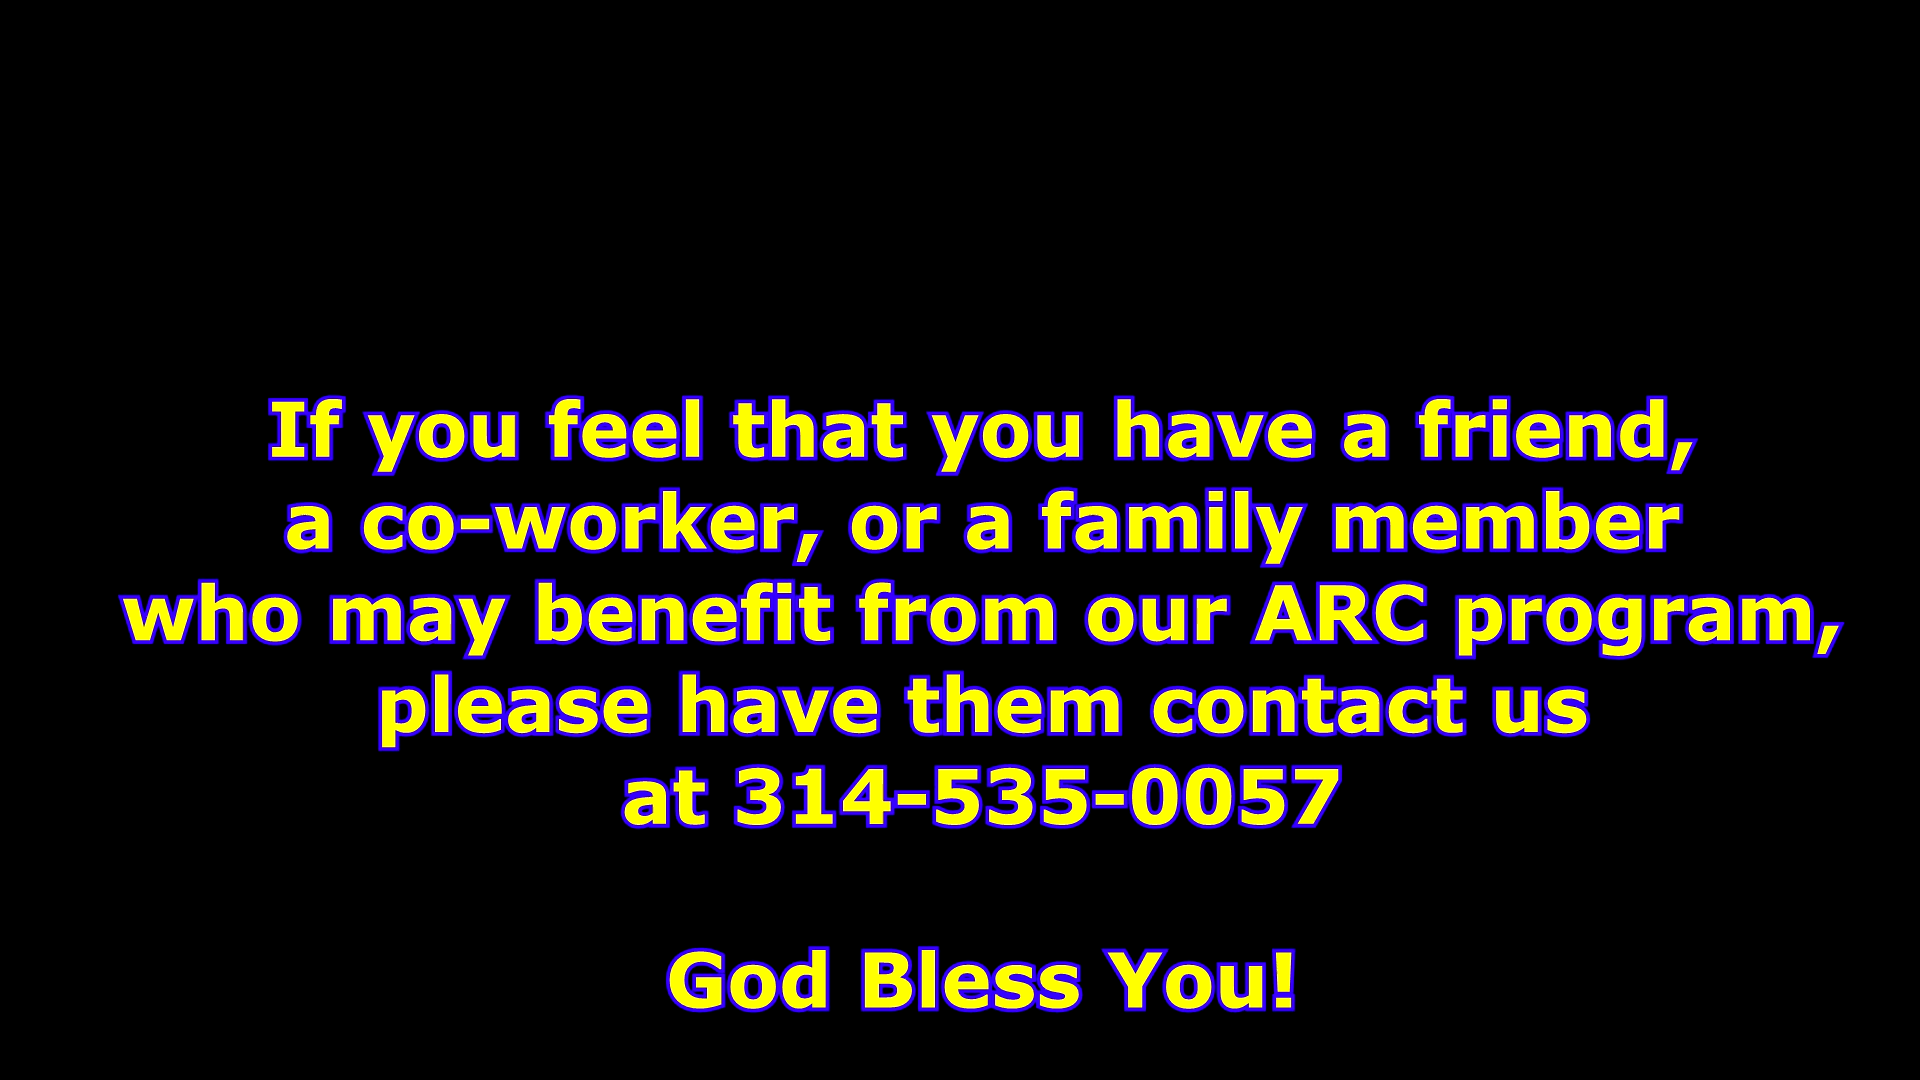 If you feel that you have a friend,
a co-worker, or a family member
who may benefit from our ARC program,
please have them contact us
at 314-535-0057
God Bless You!